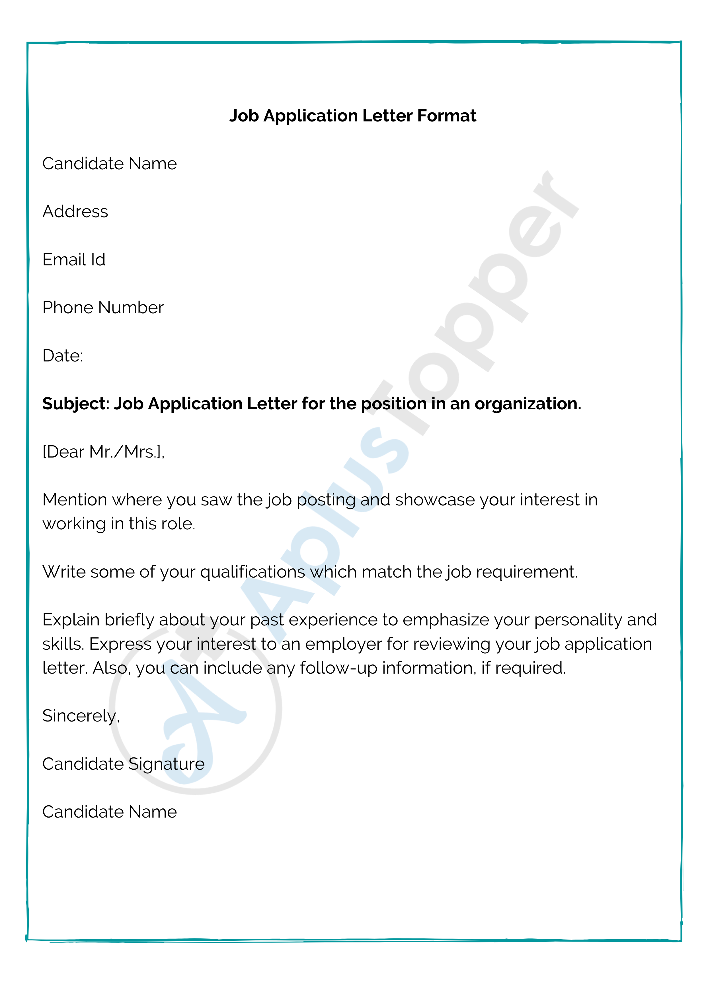 Job Application Letter Format
Candidate Name
Address
Email Id
Phone Number
Date:
Subject: Job Application Letter for the position in an organization.
[Dear Mr./Mrs.],
Mention where you saw the job posting and showcase your interest in
working in this role.
Write some of your qualifications which match the job requirement.
Explain briefly about your past experience to emphasize your personality and
skills. Express your interest to an employer for reviewing your job application
letter. Also, you can include any follow-up information, if required.
Sincerely,
Candidate Signature
Candidate Name
A+ AplusTopper